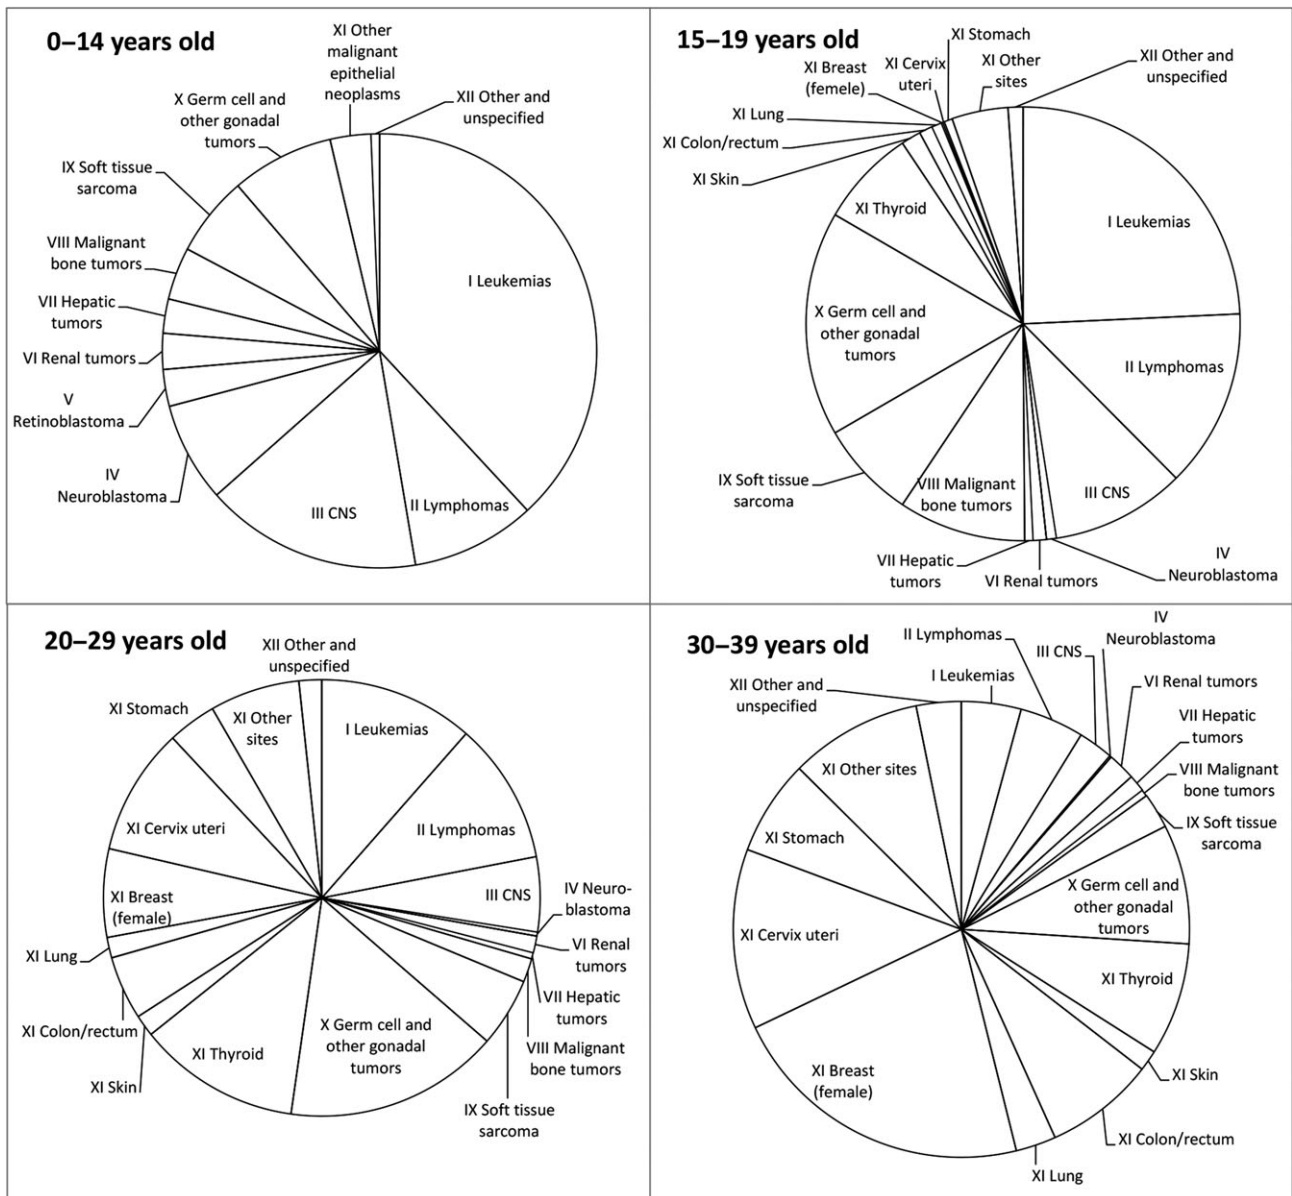 0–14 years old
XI Other
malignant
epithelial
neoplasms
XII Other and
unspecified
X Germ cell and
other gonadal
tumors
IX Soft tissue
sarcoma
VIII Malignant
bone tumors
VII Hepatic
tumors
VI Renal tumors
V
Retinoblastoma
IV
Neuroblastoma
III CNS
II Lymphomas
I Leukemias
15–19 years old
XI Stomach
XI Cervix
uteri
XI Other
sites
XII Other and
unspecified
XI Breast
(femele)
XI Lung
XI Colon/rectum
XI Skin
XI Thyroid
I Leukemias
X Germ cell and
other gonadal
tumors
II Lymphomas
IX Soft tissue
sarcoma
VIII Malignant
bone tumors
III CNS
VII Hepatic
tumors
VI Renal tumors
IV
Neuroblastoma
20–29 years old
XII Other and
unspecified
XI Stomach
XI Other
sites
I Leukemias
XI Cervix uteri
II Lymphomas
XI Breast
(female)
III CNS
IV Neuro-
blastoma
XI Lung
VI Renal
tumors
VII Hepatic
tumors
XI Colon/rectum
XI Thyroid
X Germ cell and
other gonadal
tumors
VIII Malignant
bone tumors
XI Skin
IX Soft tissue
sarcoma
30–39 years old
II Lymphomas
III CNS
IV
Neuroblastoma
XII Other and
unspecified
I Leukemias
VI Renal tumors
VII Hepatic
tumors
VIII Malignant
bone tumors
XI Other sites
IX Soft tissue
sarcoma
XI Stomach
X Germ cell and
other gonadal
tumors
XI Cervix uteri
XI Thyroid
XI Breast
(female)
XI Skin
XI Colon/rectum
XI Lung